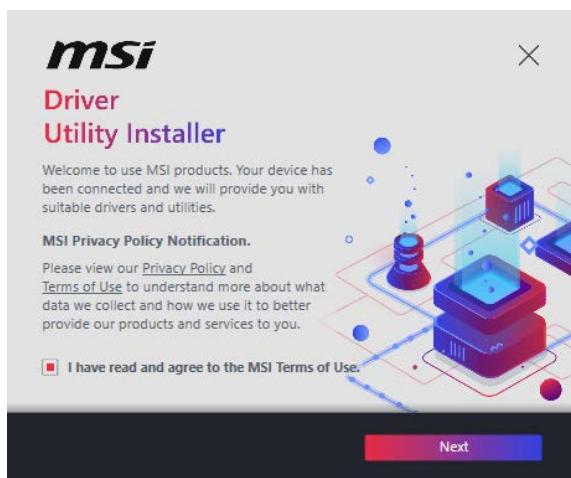 msi
Driver
Utility Installer
Welcome to use MSI products. Your device has
been connected and we will provide you with
suitable drivers and utilities.
MSI Privacy Policy Notification.
Please view our Privacy Policy and
Terms of Use to understand more about what
data we collect and how we use it to better
provide our products and services to you.
I have read and agree to the MSI Terms of Use.
Next